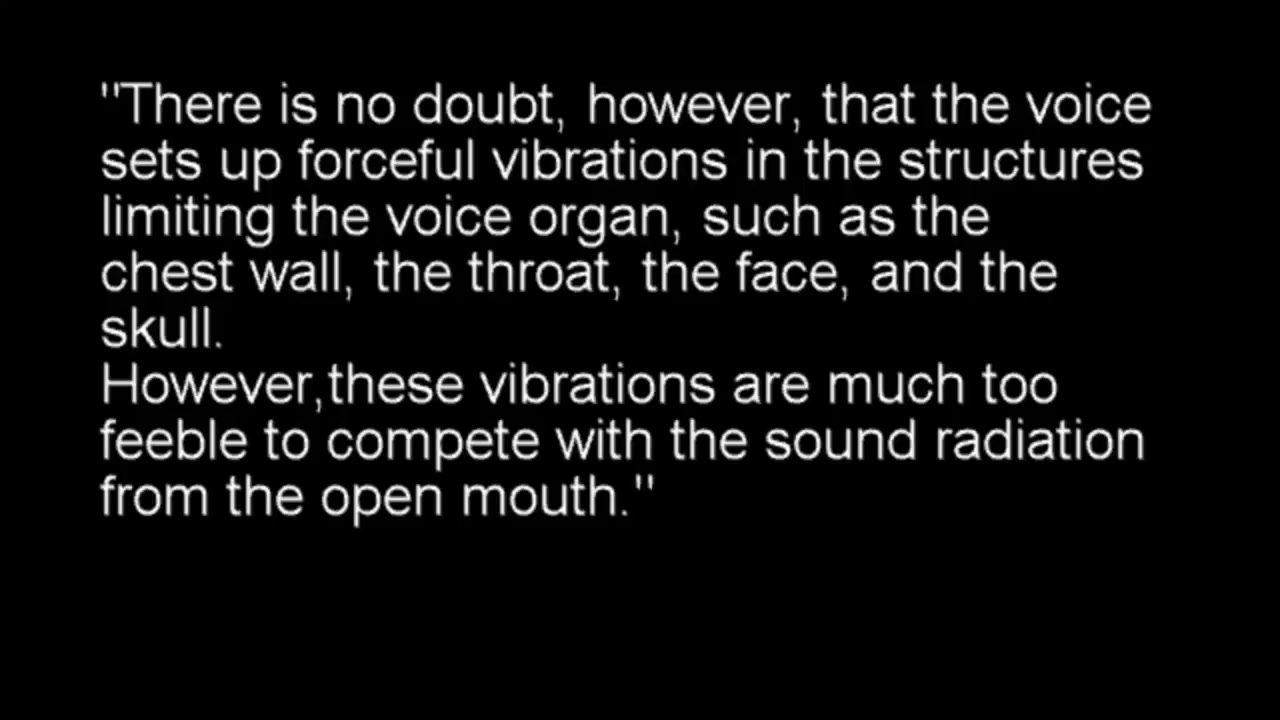 "There is no doubt, however, that the voice
sets up forceful vibrations in the structures
limiting the voice organ, such as the
chest wall, the throat, the face, and the
skull.
However,these vibrations are much too
feeble to compete with the sound radiation
from the open mouth."